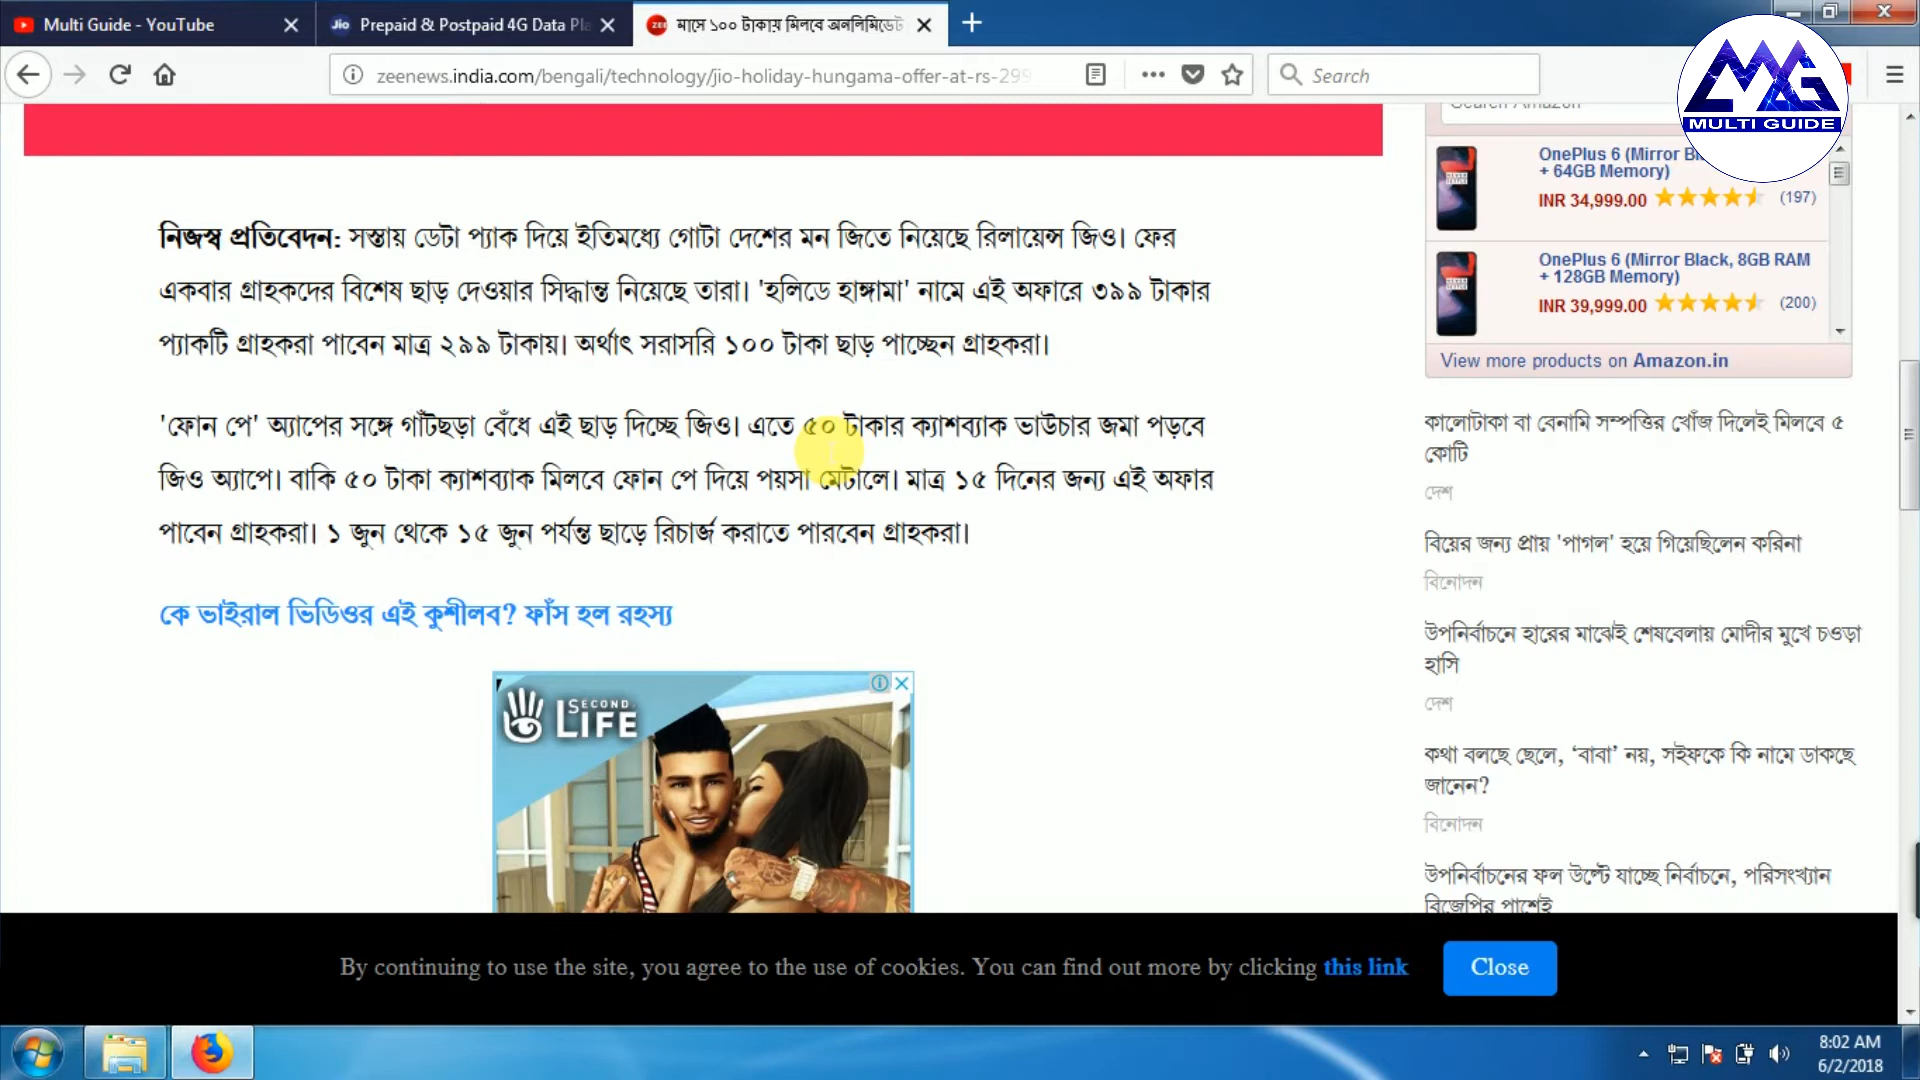 Multi Guide - YouTube
Prepaid & Postpaid 4G Data Pla
মাসে ১০০ টাকায় মিলবে অনলিমিটেড
zeenews.india.com/bengali/technology/jio-holiday-hungama-offer-at-rs-299
Search
MULTI GUIDE
Search Amazon
OnePlus 6 (Mirror Bl
+ 64GB Memory)
INR 34,999.00
(197)
OnePlus 6 (Mirror Black, 8GB RAM
+ 128GB Memory)
INR 39,999.00
(200)
View more products on Amazon.in
নিজস্ব প্রতিবেদন: সস্তায় ডেটা প্যাক দিয়ে ইতিমধ্যে গোটা দেশের মন জিতে নিয়েছে রিলায়েন্স জিও। ফের
একবার গ্রাহকদের বিশেষ ছাড় দেওয়ার সিদ্ধান্ত নিয়েছে তারা। 'হলিডে হাঙ্গামা' নামে এই অফারে ৩৯৯ টাকার
প্যাকটি গ্রাহকরা পাবেন মাত্র ২৯৯ টাকায়। অর্থাৎ সরাসরি ১০০ টাকা ছাড় পাচ্ছেন গ্রাহকরা।
'ফোন পে' অ্যাপের সঙ্গে গাঁটছড়া বেঁধে এই ছাড় দিচ্ছে জিও। এতে ৫০ টাকার ক্যাশব্যাক ভাউচার জমা পড়বে
জিও অ্যাপে। বাকি ৫০ টাকা ক্যাশব্যাক মিলবে ফোন পে দিয়ে পয়সা মেটালে। মাত্র ১৫ দিনের জন্য এই অফার
পাবেন গ্রাহকরা। ১ জুন থেকে ১৫ জুন পর্যন্ত ছাড়ে রিচার্জ করাতে পারবেন গ্রাহকরা।
কে ভাইরাল ভিডিওর এই কুশীলব? ফাঁস হল রহস্য
SECOND
LIFE
কালোটাকা বা বেনামি সম্পত্তির খোঁজ দিলেই মিলবে ৫
কোটি
দেশ
বিয়ের জন্য প্রায় 'পাগল' হয়ে গিয়েছিলেন করিনা
বিনোদন
উপনির্বাচনে হারের মাঝেই শেষবেলায় মোদীর মুখে চওড়া
হাসি
দেশ
কথা বলছে ছেলে, ‘বাবা’ নয়, সইফকে কি নামে ডাকছে
জানেন?
বিনোদন
উপনির্বাচনের ফল উল্টে যাচ্ছে নির্বাচনে, পরিসংখ্যান
বিজেপির পাশেই
By continuing to use the site, you agree to the use of cookies. You can find out more by clicking this link
Close
8:02 AM
6/2/2018